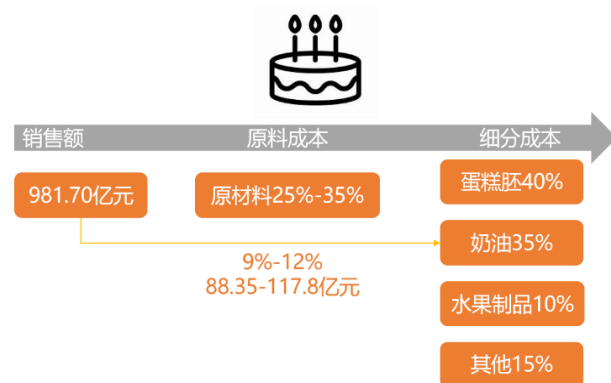 销售额
原料成本
细分成本
981.70亿元
原材料25%-35%
蛋糕胚40%
奶油35%
9%-12%
88.35-117.8亿元
水果制品10%
其他15%